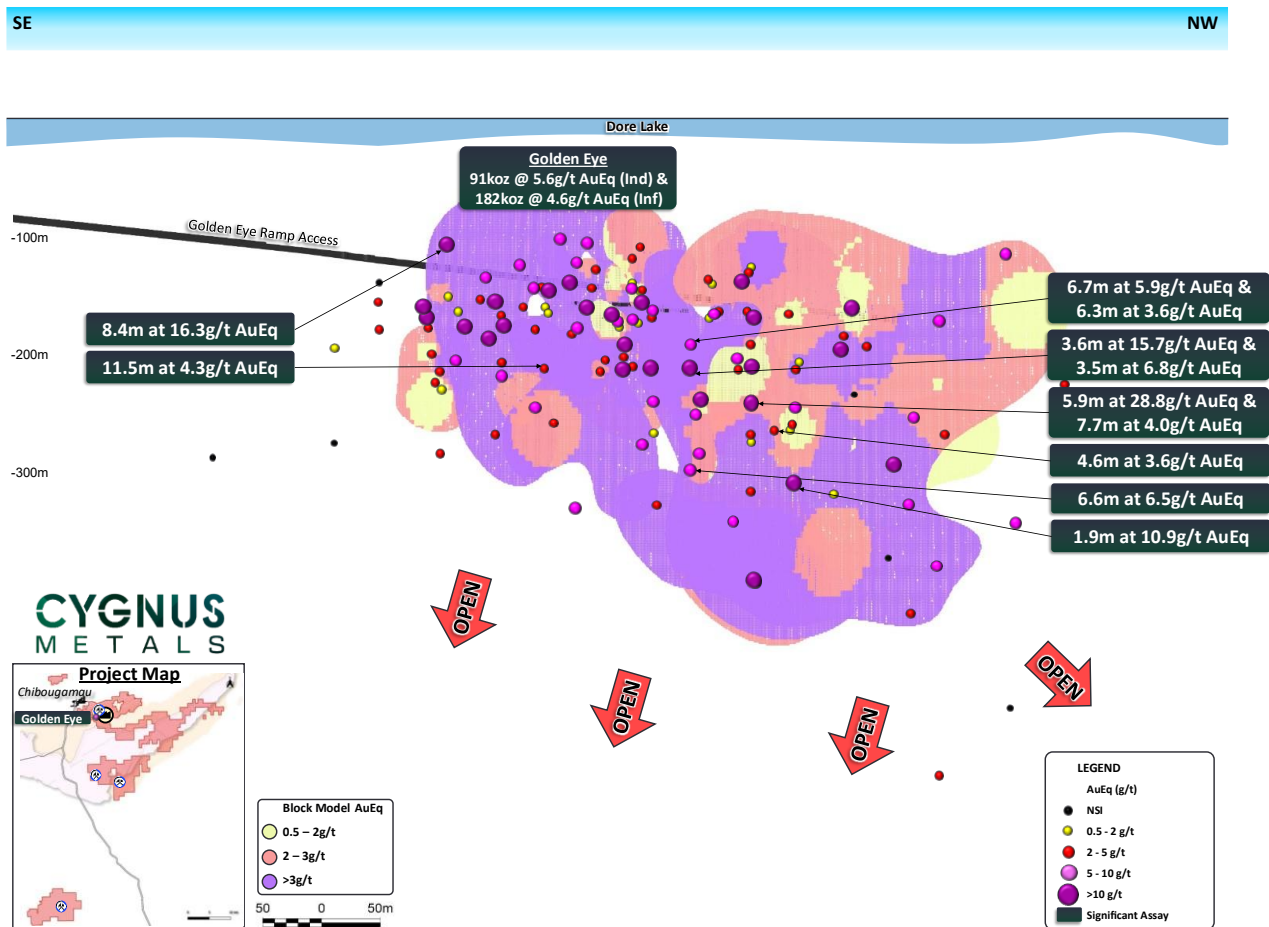 SE
NW
Dore Lake
Golden Eye
91koz @ 5.6g/t AuEq (Ind) &
182koz @ 4.6g/t AuEq (Inf)
Golden Eye Ramp Access
-100m
-200m
-300m
8.4m at 16.3g/t AuEq
11.5m at 4.3g/t AuEq
6.7m at 5.9g/t AuEq &
6.3m at 3.6g/t AuEq
3.6m at 15.7g/t AuEq &
3.5m at 6.8g/t AuEq
5.9m at 28.8g/t AuEq &
7.7m at 4.0g/t AuEq
4.6m at 3.6g/t AuEq
6.6m at 6.5g/t AuEq
1.9m at 10.9g/t AuEq
OPEN
OPEN
OPEN
OPEN
CYGNUS
METALS
Project Map
Chibougamau
Golden Eye
Block Model AuEq
0.5 – 2g/t
2 – 3g/t
>3g/t
50 0 50m
LEGEND
AuEq (g/t)
NSI
0.5 - 2 g/t
2 - 5 g/t
5 - 10 g/t
>10 g/t
Significant Assay